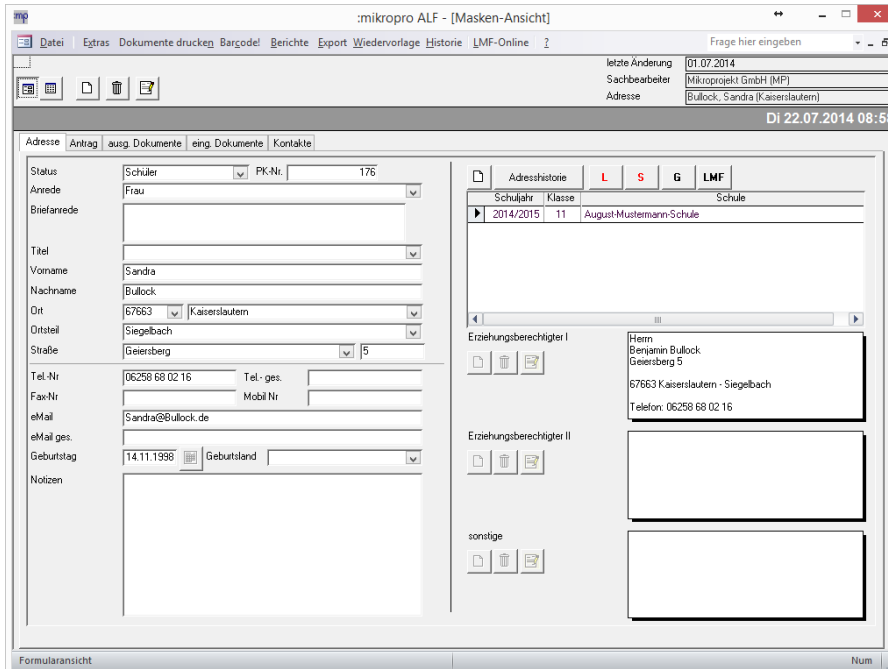 mp :mikropro ALF - [Masken-Ansicht]
Datei Extras Dokumente drucken Barcode! Berichte Export Wiedervorlage Historie LMF-Online ? Frage hier eingeben
letzte Änderung 01.07.2014
Sachbearbeiter Mikroprojekt GmbH (MP)
Adresse Bullock, Sandra (Kaiserslautern)
Di 22.07.2014 08:5
Adresse Antrag ausg. Dokumente eing. Dokumente Kontakte
Status Schüler PK-Nr. 176
Anrede Frau
Briefanrede
Titel
Vorname Sandra
Nachname Bullock
Ort 67663 Kaiserslautern
Ortsteil Siegelbach
Straße Geiersberg 5
Tel.-Nr 06258 68 02 16 Tel.- ges.
Fax-Nr Mobil Nr
eMail Sandra@Bullock.de
eMail ges.
Geburtstag 14.11.1998 Geburtsland
Notizen
Adresshistorie L S G LMF
Schuljahr Klasse Schule
2014/2015 11 August-Mustermann-Schule
Erziehungsberechtigter I
Herrn
Benjamin Bullock
Geiersberg 5
67663 Kaiserslautern - Siegelbach
Telefon: 06258 68 02 16
Erziehungsberechtigter II
sonstige
Formularansicht Num